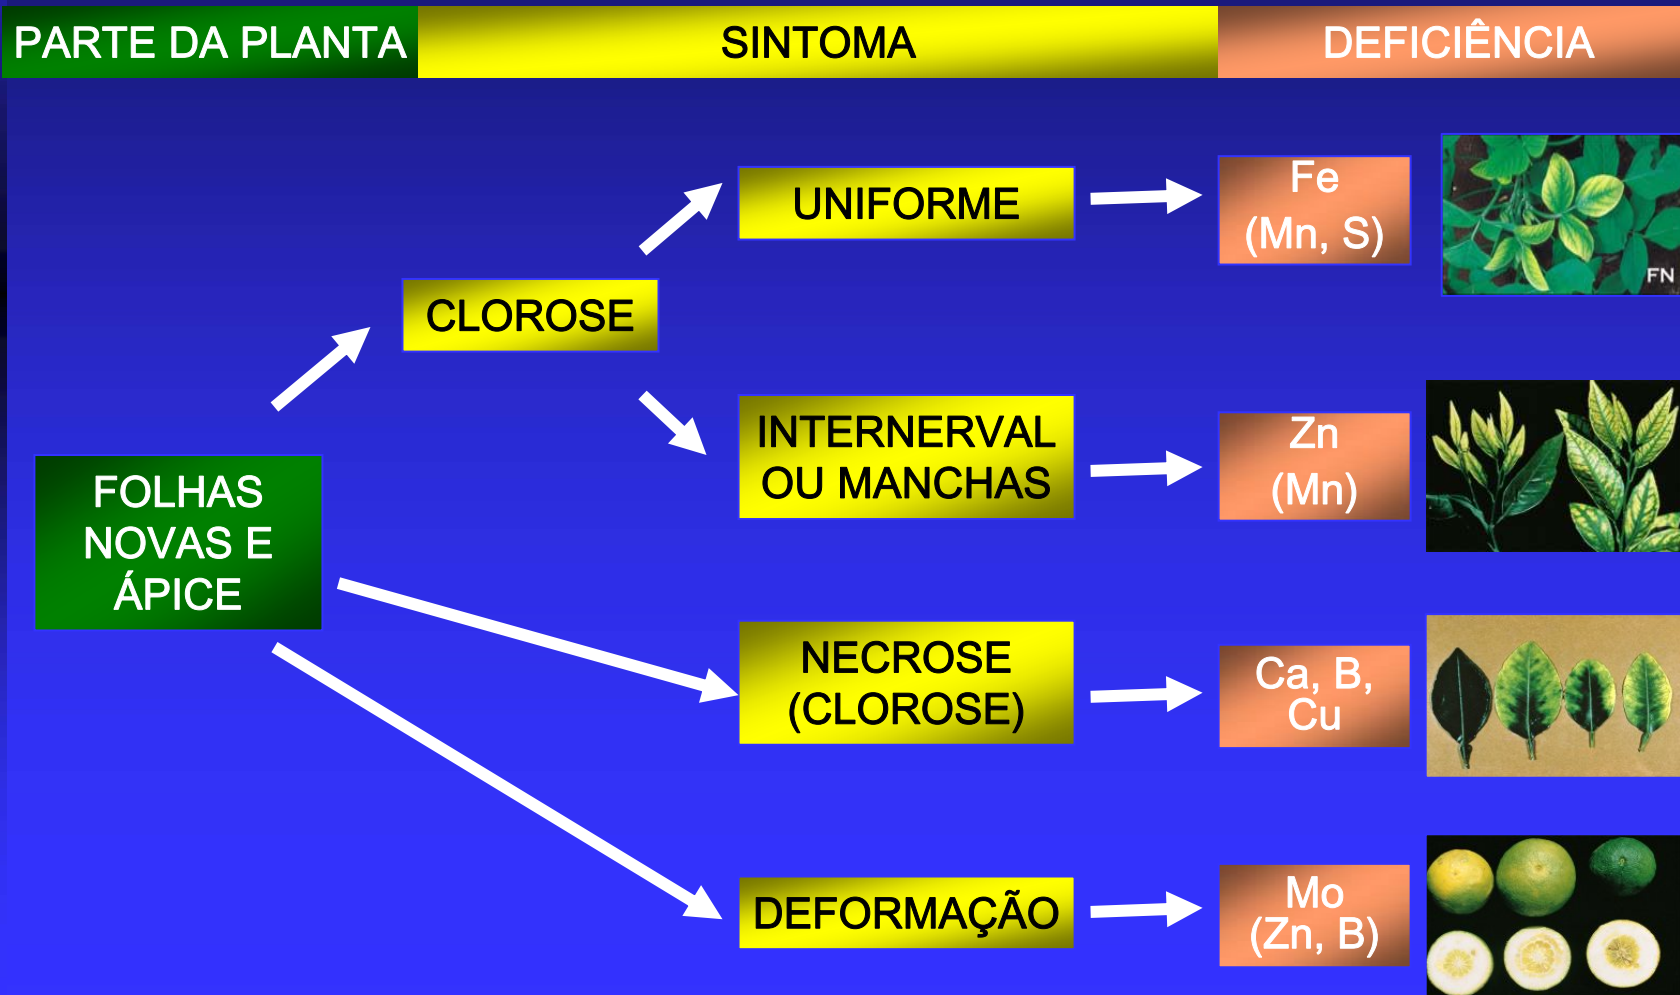 PARTE DA PLANTA
SINTOMA
DEFICIÊNCIA
FOLHAS
NOVAS E
ÁPICE
CLOROSE
UNIFORME
Fe
(Mn, S)
FN
INTERNERVAL
OU MANCHAS
Zn
(Mn)
NECROSE
(CLOROSE)
Ca, B,
Cu
DEFORMAÇÃO
Mo
(Zn, B)